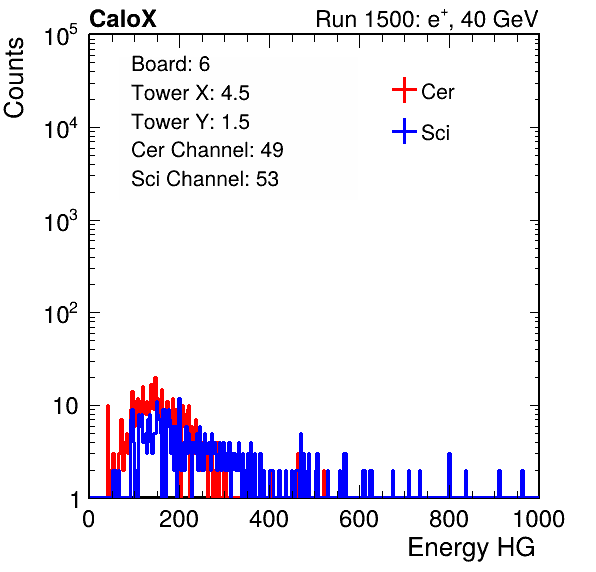 CaloX Run 1500: e⁺, 40 GeV
Counts
10⁵
10⁴
10³
10²
10
1
Board: 6
Tower X: 4.5
Tower Y: 1.5
Cer Channel: 49
Sci Channel: 53
Cer
Sci
0 200 400 600 800 1000
Energy HG